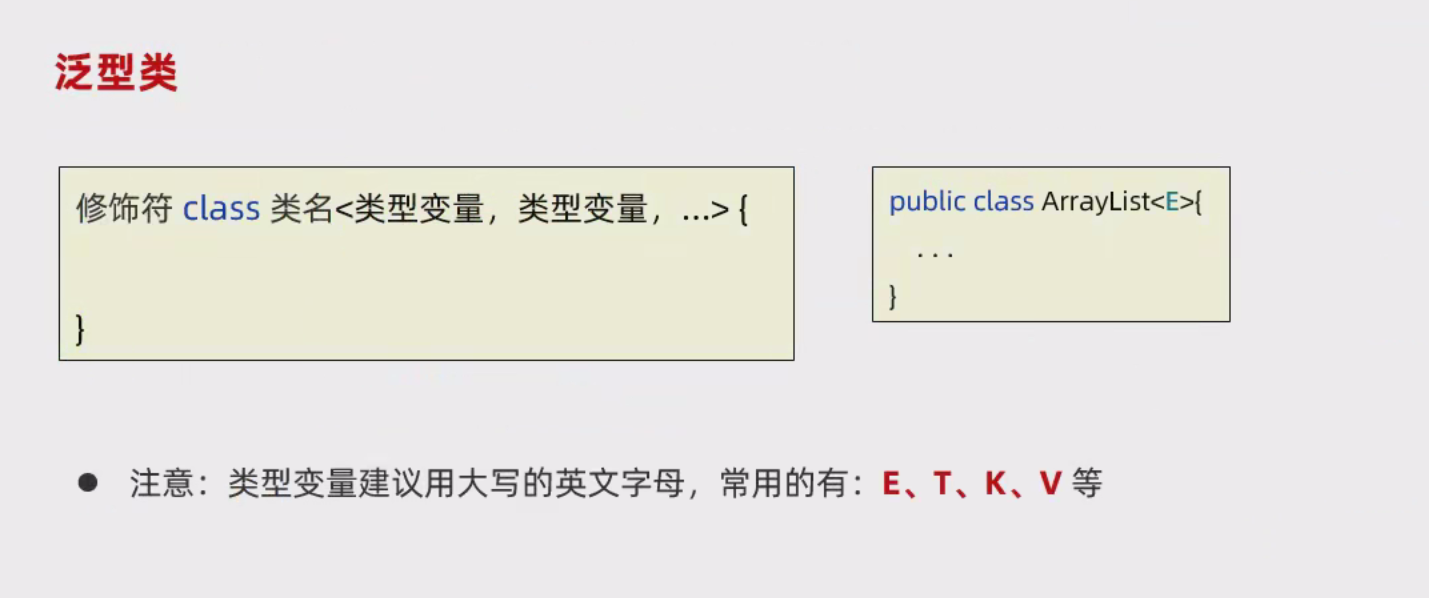 泛型类
修饰符 class 类名<类型变量，类型变量，…> {
}
public class ArrayList<E>{
. . .
}
● 注意：类型变量建议用大写的英文字母，常用的有：E、T、K、V 等